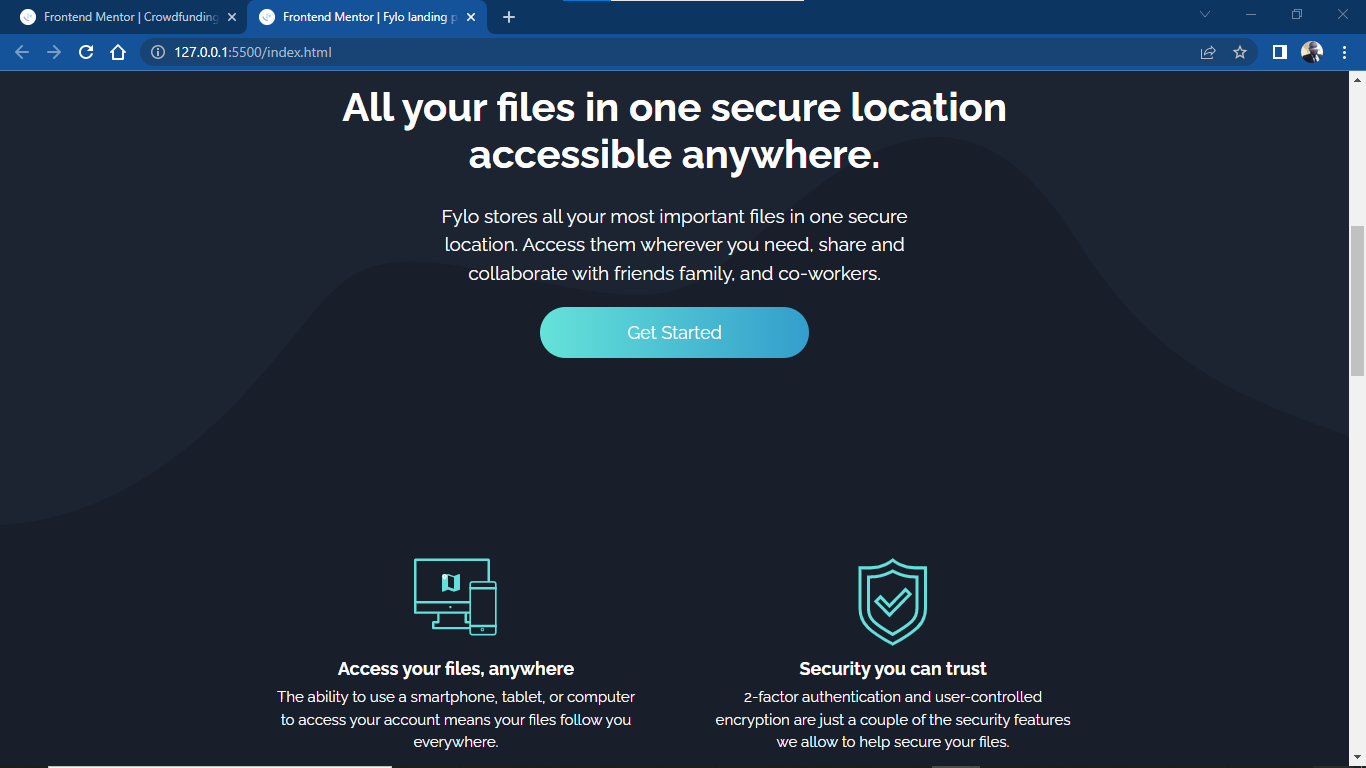 Frontend Mentor | Crowdfunding
Frontend Mentor | Fylo landing p
127.0.0.1:5500/index.html
All your files in one secure location
accessible anywhere.
Fylo stores all your most important files in one secure
location. Access them wherever you need, share and
collaborate with friends family, and co-workers.
Get Started
Access your files, anywhere
The ability to use a smartphone, tablet, or computer
to access your account means your files follow you
everywhere.
Security you can trust
2-factor authentication and user-controlled
encryption are just a couple of the security features
we allow to help secure your files.